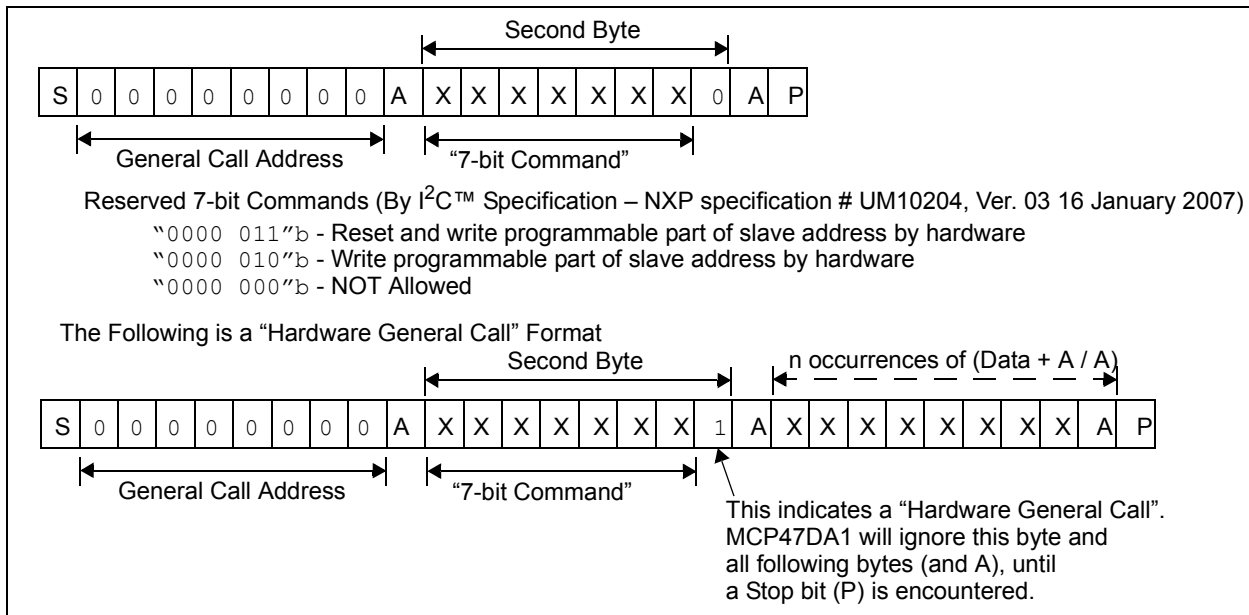 Second Byte
S 0 0 0 0 0 0 0 0 A X X X X X X X 0 A P
General Call Address "7-bit Command"
Reserved 7-bit Commands (By I²C™ Specification – NXP specification # UM10204, Ver. 03 16 January 2007)
“0000 011”b - Reset and write programmable part of slave address by hardware
“0000 010”b - Write programmable part of slave address by hardware
“0000 000”b - NOT Allowed
The Following is a “Hardware General Call” Format
Second Byte n occurrences of (Data + A / A)
S 0 0 0 0 0 0 0 0 A X X X X X X X 1 A X X X X X X X X A P
General Call Address “7-bit Command”
This indicates a “Hardware General Call”.
MCP47DA1 will ignore this byte and
all following bytes (and A), until
a Stop bit (P) is encountered.